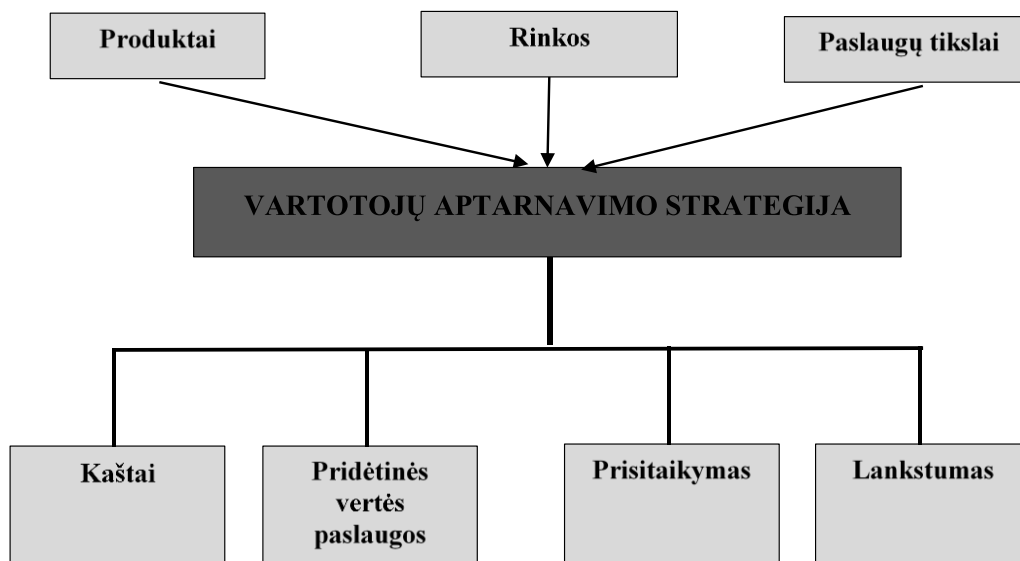 Produktai
Rinkos
Paslaugų tikslai
VARTOTOJŲ APTARNAVIMO STRATEGIJA
Kaštai
Pridėtinės
vertės
paslaugos
Prisitaikymas
Lankstumas